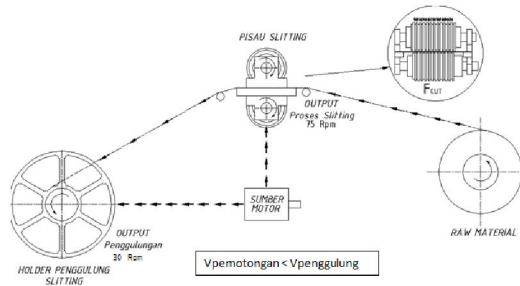 PISAU SLITTING
FCUT
OUTPUT
Proses Slitting
75 Rpm
SUMBER
MOTOR
OUTPUT
Penggulungan
30 Rpm
HOLDER PENGGULUNG
SLITTING
RAW MATERIAL
Vpemotongan < Vpenggulung